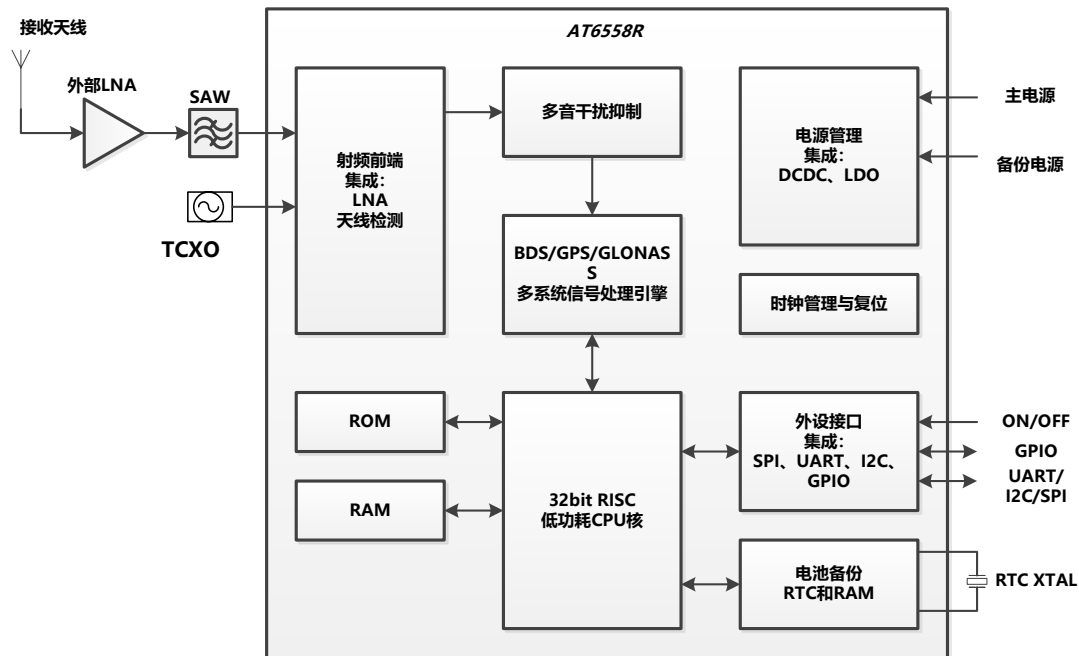 接收天线
外部LNA
SAW
TCXO
AT6558R
射频前端
集成：
LNA
天线检测
多音干扰抑制
BDS/GPS/GLONAS
S
多系统信号处理引擎
电源管理
集成：
DCDC、LDO
主电源
备份电源
时钟管理与复位
ROM
RAM
32bit RISC
低功耗CPU核
外设接口
集成：
SPI、UART、I2C、
GPIO
ON/OFF
GPIO
UART/
I2C/SPI
电池备份
RTC和RAM
RTC XTAL